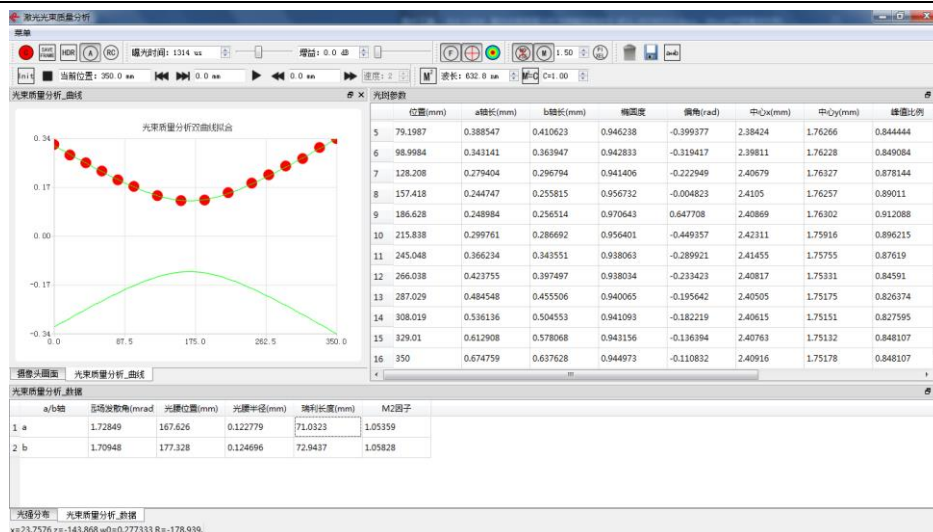 激光光束质量分析
菜单
SAVE FRAME HDR A RC 曝光时间: 1314 us 增益: 0.0 dB F M 1.50
Init 当前位置: 350.0 mm 0.0 mm 0.0 mm 速度: 2 M² 波长: 632.8 nm M²=C C=1.00
光束质量分析_曲线
光束质量分析双曲线拟合
0.34
0.17
0.00
-0.17
-0.34
0.0 87.5 175.0 262.5 350.0
摄像头画面 光束质量分析_曲线
光斑参数
位置(mm) a轴长(mm) b轴长(mm) 椭圆度 偏角(rad) 中心x(mm) 中心y(mm) 峰值比例
5 79.1987 0.388547 0.410623 0.946238 -0.399377 2.38424 1.76266 0.844444
6 98.9984 0.343141 0.363947 0.942833 -0.319417 2.39811 1.76228 0.849084
7 128.208 0.279404 0.296794 0.941406 -0.222949 2.40679 1.76327 0.878144
8 157.418 0.244747 0.255815 0.956732 -0.004823 2.4105 1.76257 0.89011
9 186.628 0.248984 0.256514 0.970643 0.647708 2.40869 1.76302 0.912088
10 215.838 0.299761 0.286692 0.956401 -0.449357 2.42311 1.75916 0.896215
11 245.048 0.366234 0.343551 0.938063 -0.289921 2.41455 1.75755 0.87619
12 266.038 0.423755 0.397497 0.938034 -0.233423 2.40817 1.75331 0.84591
13 287.029 0.484548 0.455506 0.940065 -0.195642 2.40505 1.75175 0.826374
14 308.019 0.536136 0.504553 0.941093 -0.182219 2.40615 1.75151 0.827595
15 329.01 0.612908 0.578068 0.943156 -0.136394 2.40763 1.75132 0.848107
16 350 0.674759 0.637628 0.944973 -0.110832 2.40916 1.75178 0.848107
光束质量分析_数据
a/b轴 场发散角(mrad 光腰位置(mm) 光腰半径(mm) 瑞利长度(mm) M2因子
1 a 1.72849 167.626 0.122779 71.0323 1.05359
2 b 1.70948 177.328 0.124696 72.9437 1.05828
光强分布 光束质量分析_数据
x=23.7576 z=-143.868 w0=0.277333 R=-178.939,